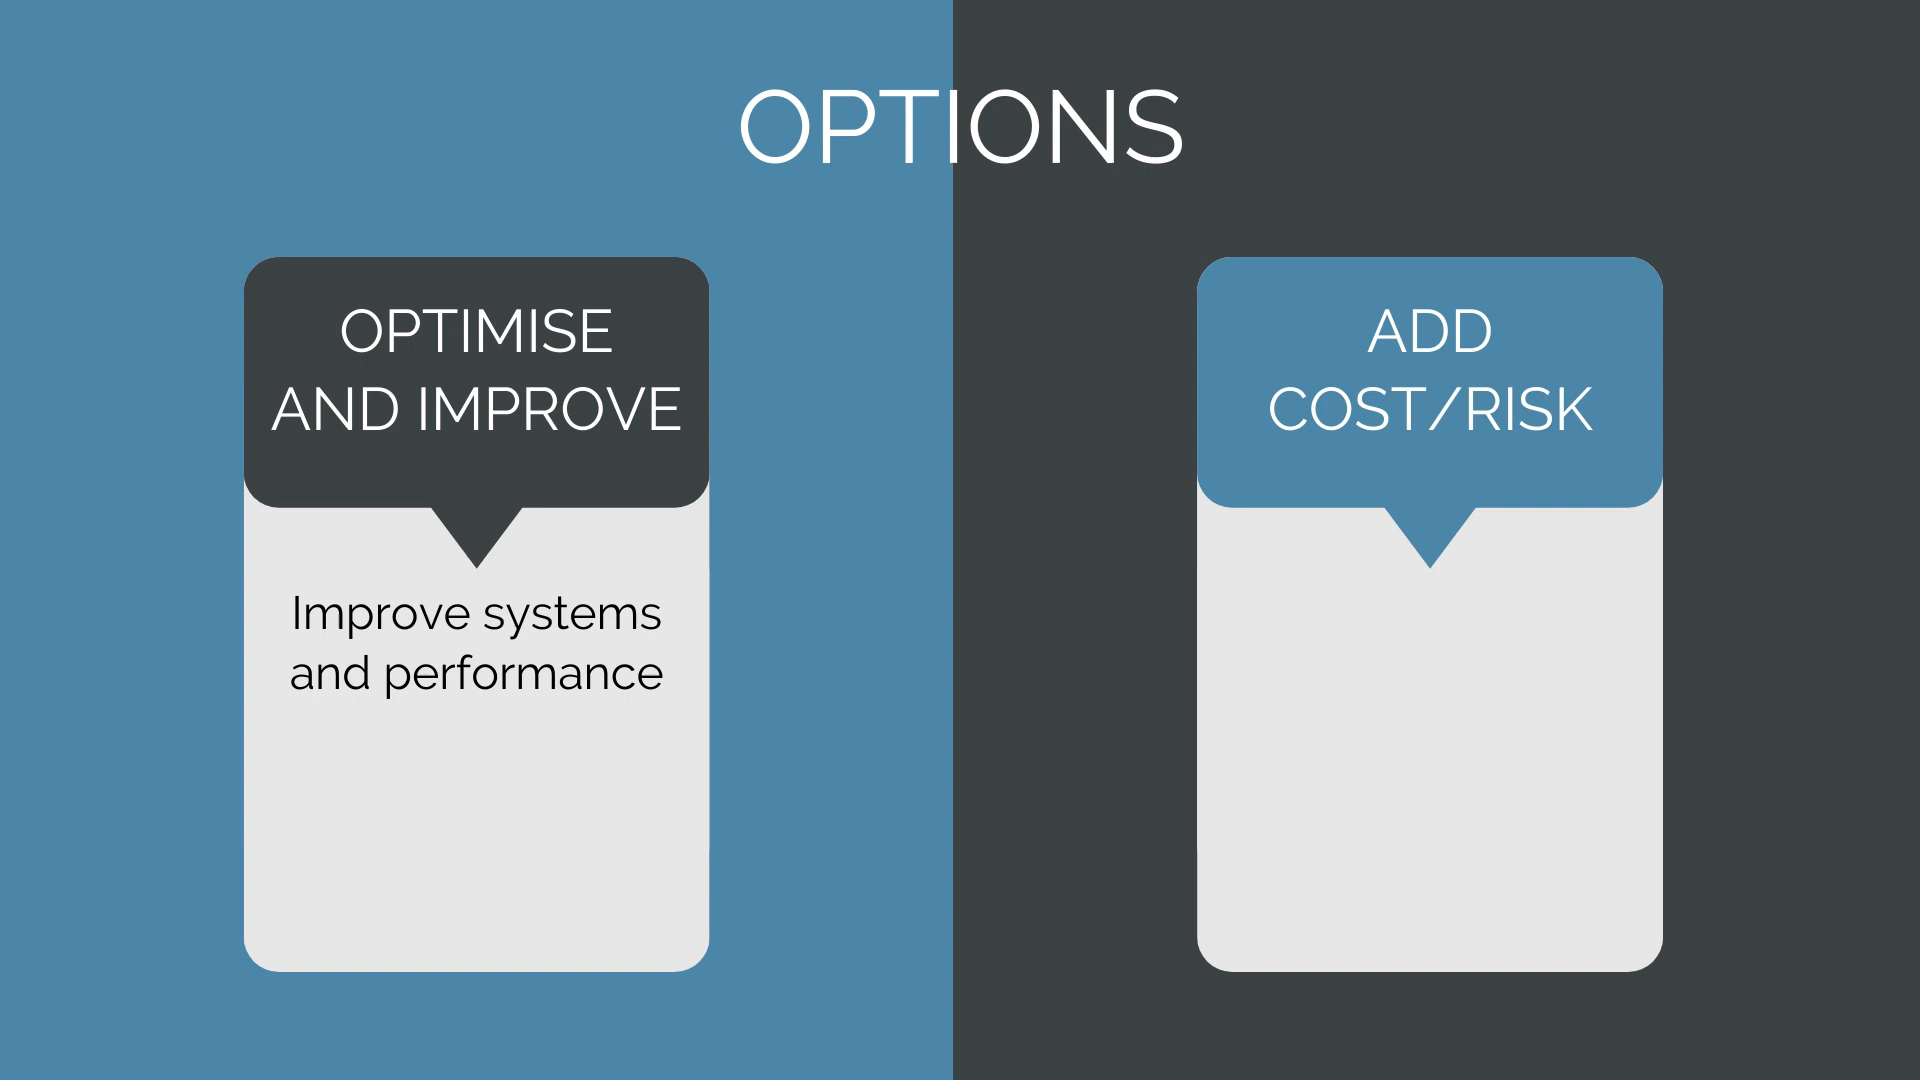 OPTIONS
OPTIMISE
AND IMPROVE
Improve systems
and performance
ADD
COST/RISK